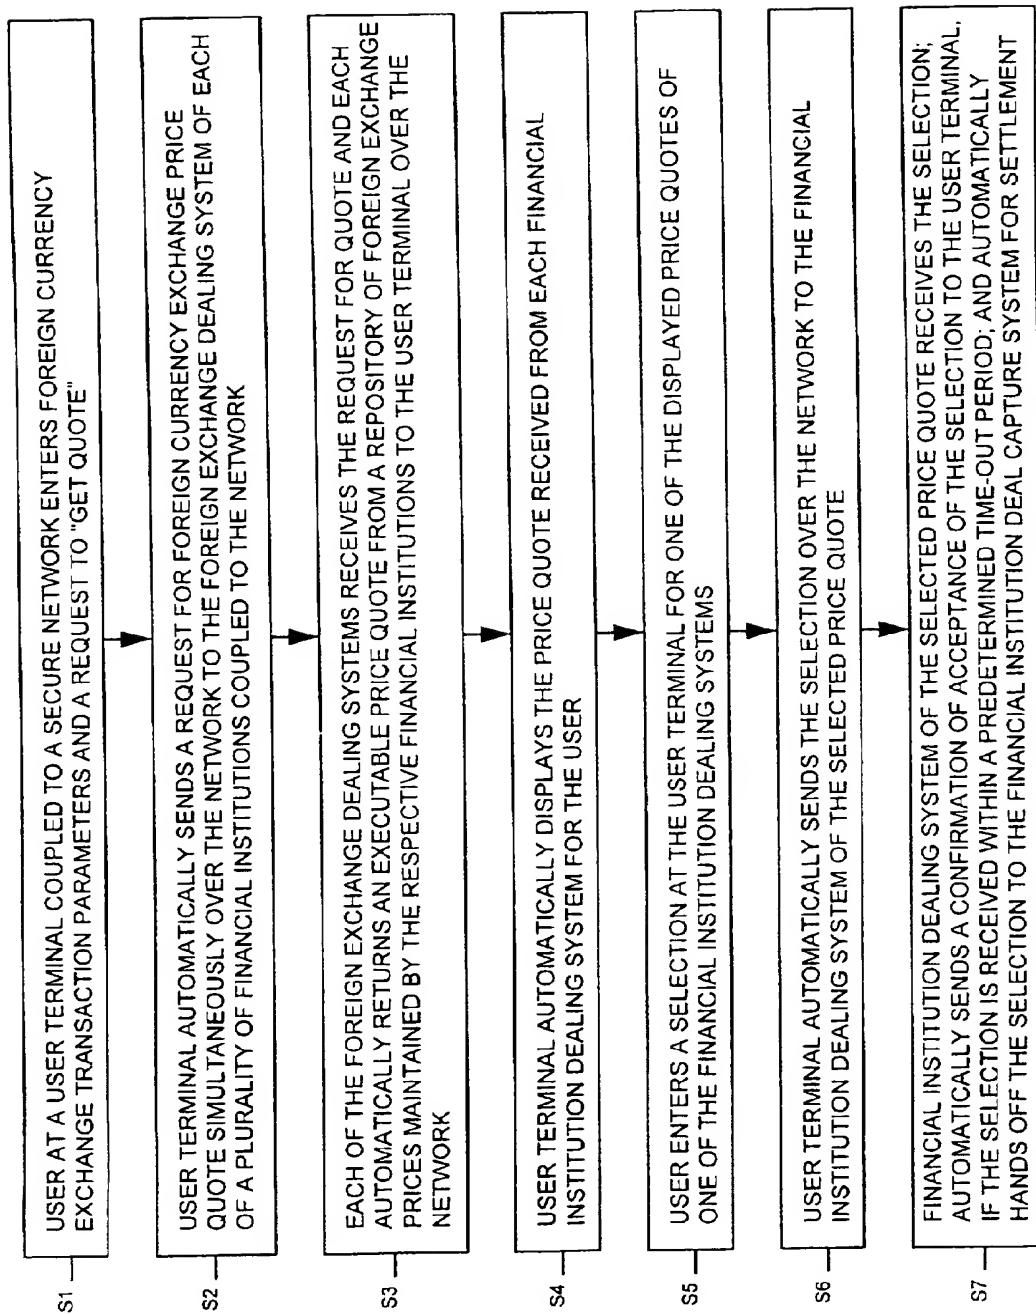 S1
USER AT A USER TERMINAL COUPLED TO A SECURE NETWORK ENTERS FOREIGN CURRENCY
EXCHANGE TRANSACTION PARAMETERS AND A REQUEST TO "GET QUOTE"
S2
USER TERMINAL AUTOMATICALLY SENDS A REQUEST FOR FOREIGN CURRENCY EXCHANGE PRICE
QUOTE SIMULTANEOUSLY OVER THE NETWORK TO THE FOREIGN EXCHANGE DEALING SYSTEM OF EACH
OF A PLURALITY OF FINANCIAL INSTITUTIONS COUPLED TO THE NETWORK
S3
EACH OF THE FOREIGN EXCHANGE DEALING SYSTEMS RECEIVES THE REQUEST FOR QUOTE AND EACH
AUTOMATICALLY RETURNS AN EXECUTABLE PRICE QUOTE FROM A REPOSITORY OF FOREIGN EXCHANGE
PRICES MAINTAINED BY THE RESPECTIVE FINANCIAL INSTITUTIONS TO THE USER TERMINAL OVER THE
NETWORK
S4
USER TERMINAL AUTOMATICALLY DISPLAYS THE PRICE QUOTE RECEIVED FROM EACH FINANCIAL
INSTITUTION DEALING SYSTEM FOR THE USER
S5
USER ENTERS A SELECTION AT THE USER TERMINAL FOR ONE OF THE DISPLAYED PRICE QUOTES OF
ONE OF THE FINANCIAL INSTITUTION DEALING SYSTEMS
S6
USER TERMINAL AUTOMATICALLY SENDS THE SELECTION OVER THE NETWORK TO THE FINANCIAL
INSTITUTION DEALING SYSTEM OF THE SELECTED PRICE QUOTE
S7
FINANCIAL INSTITUTION DEALING SYSTEM OF THE SELECTED PRICE QUOTE RECEIVES THE SELECTION;
AUTOMATICALLY SENDS A CONFIRMATION OF ACCEPTANCE OF THE SELECTION TO THE USER TERMINAL,
IF THE SELECTION IS RECEIVED WITHIN A PREDETERMINED TIME-OUT PERIOD; AND AUTOMATICALLY
HANDS OFF THE SELECTION TO THE FINANCIAL INSTITUTION DEAL CAPTURE SYSTEM FOR SETTLEMENT